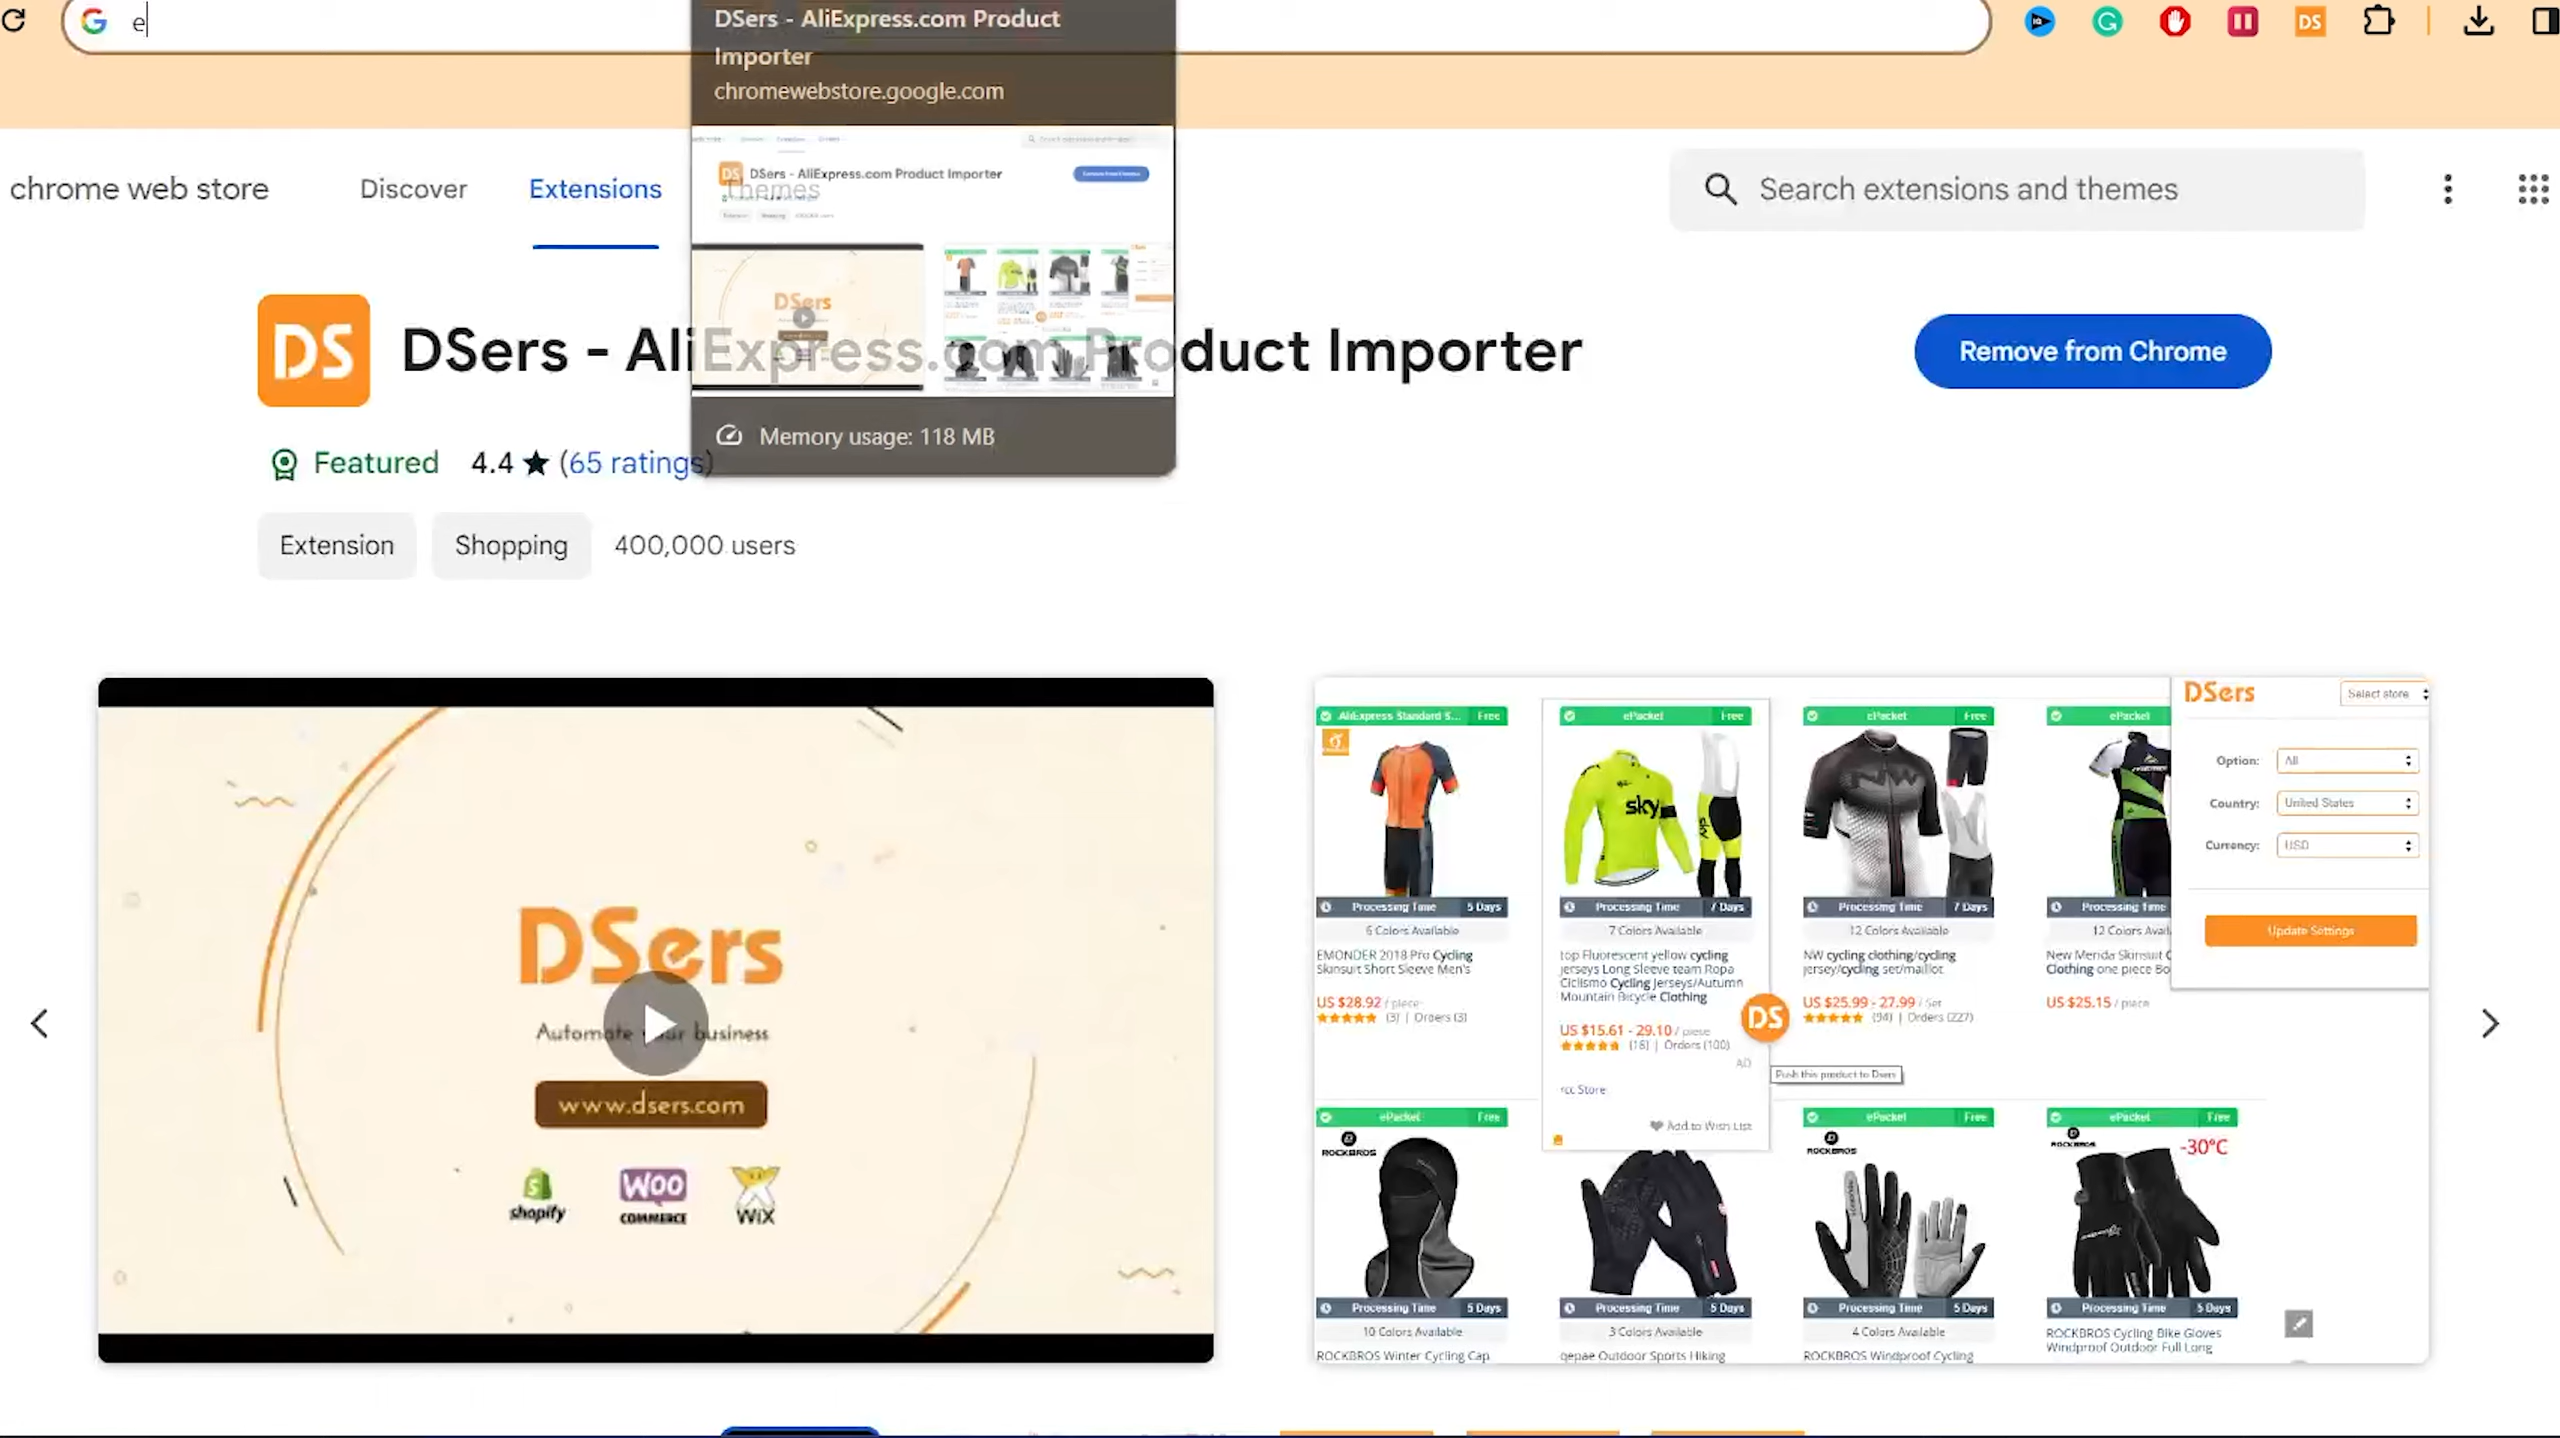 e
DSers - AliExpress.com Product
Importer
chromewebstore.google.com
DS
chrome web store
Discover
Extensions
Themes
Search extensions and themes
DS DSers - AliExpress.com Product Importer
DSers
Memory usage: 118 MB
DS
DSers - AliExpress.com Product Importer
Remove from Chrome
Featured 4.4 ★ (65 ratings)
Extension
Shopping
400,000 users
DSers
Automate your business
www.dsers.com
shopify
WOO
COMMERCE
WiX
DSers
Select store
Option: All
Country: United States
Currency: USD
Update Settings
AliExpress Standard S... Free
ePacket Free
ePacket Free
ePacket
sky
NW
Processing Time 5 Days
Processing Time 7 Days
Processing Time 7 Days
Processing Time
6 Colors Available
7 Colors Available
12 Colors Available
12 Colors Avail
EMONDER 2018 Pro Cycling
Skinsuit Short Sleeve Men's
US $28.92 / piece
(3) | Orders (3)
top Fluorescent yellow cycling
jerseys Long Sleeve team Ropa
Ciclismo Cycling Jerseys/Autumn
Mountain Bicycle Clothing
US $15.61 - 29.10 / piece
(16) | Orders (100)
AD
rcc Store
Add to Wish List
NW cycling clothing/cycling
jersey/cycling set/maillot
US $25.99 - 27.99 / Set
(94) | Orders (227)
New Merida Skinsuit C
Clothing one piece Bo
US $25.15 / piece
DS
Push this product to Dsers
ePacket Free
ePacket Free
ePacket Free
ROCKBROS
ROCKBROS
ROCKBROS
-30°C
Processing Time 5 Days
Processing Time 5 Days
Processing Time 5 Days
Processing Time 5 Days
10 Colors Available
3 Colors Available
4 Colors Available
ROCKBROS Winter Cycling Cap
qepae Outdoor Sports Hiking
ROCKBROS Windproof Cycling
ROCKBROS Cycling Bike Gloves
Windproof Outdoor Full Long